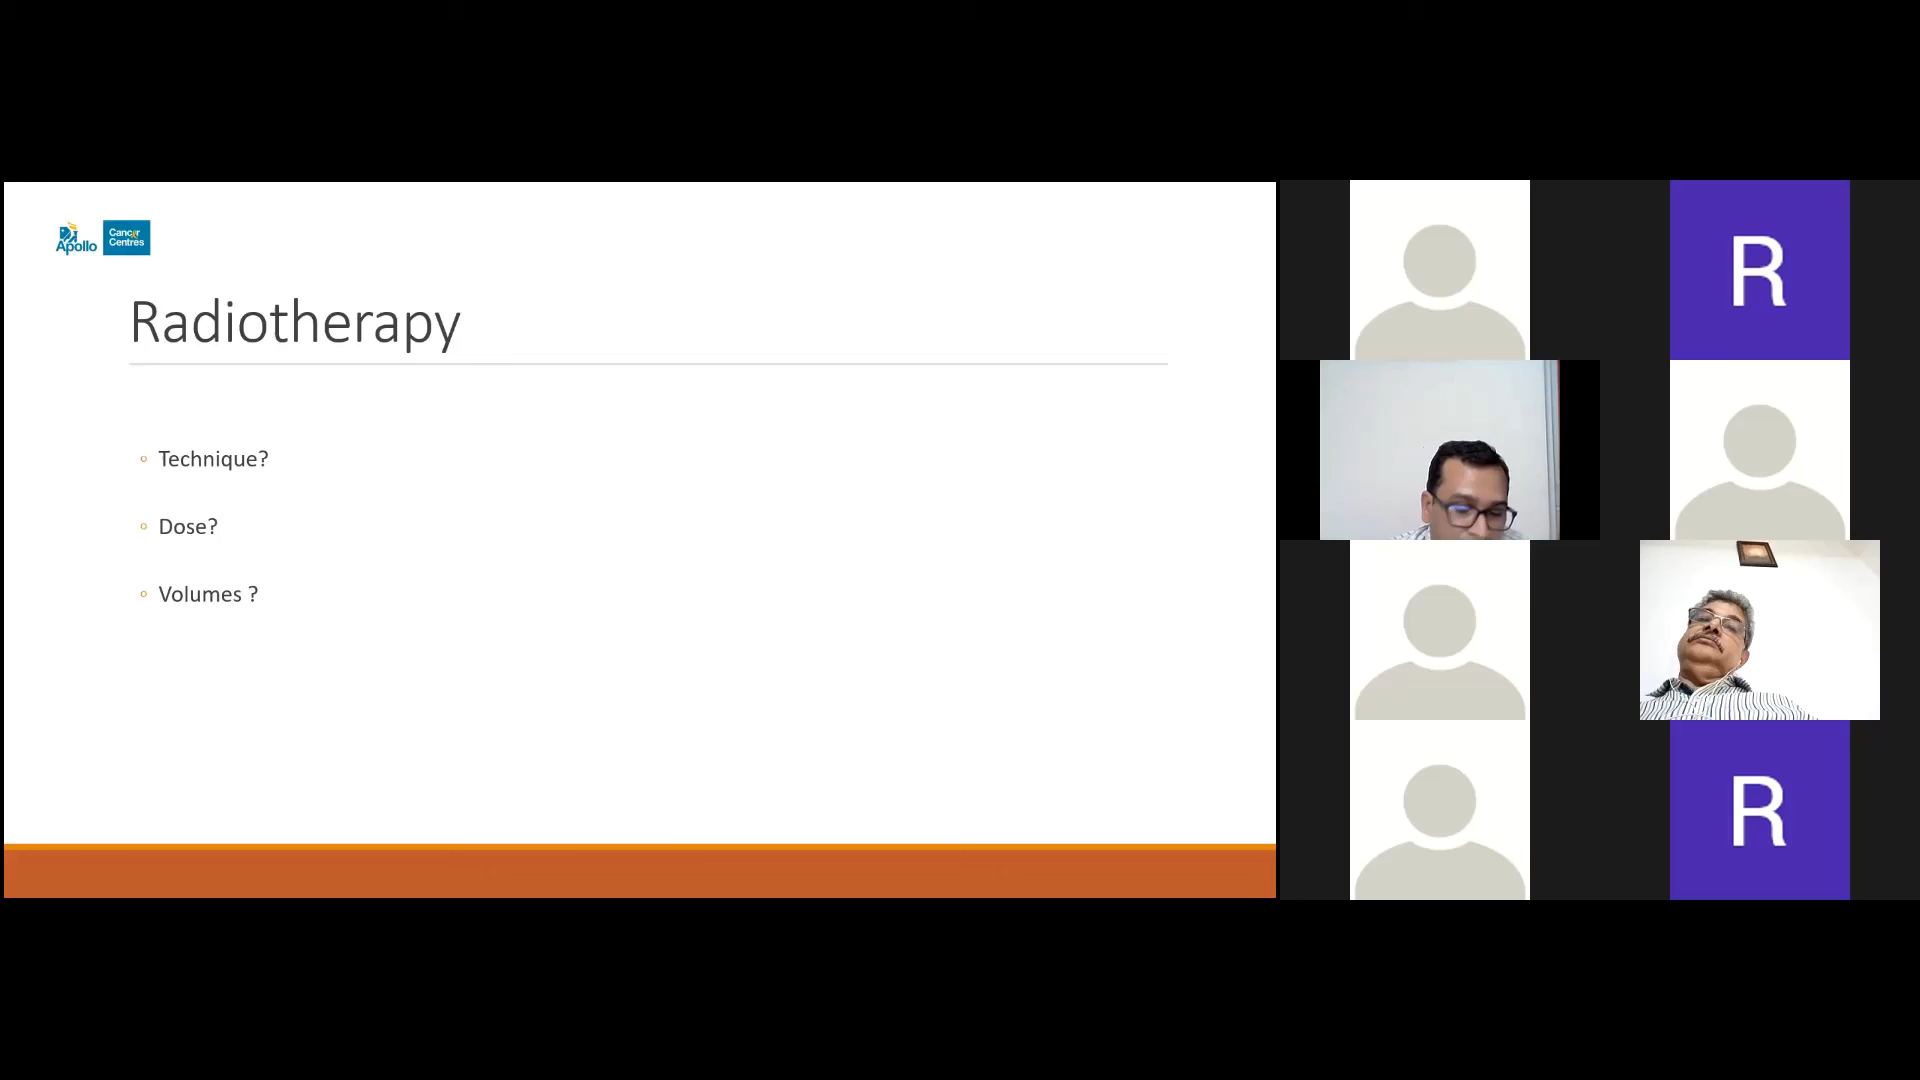 Apollo
Cancer
Centres
Radiotherapy
Technique?
Dose?
Volumes ?
R
R